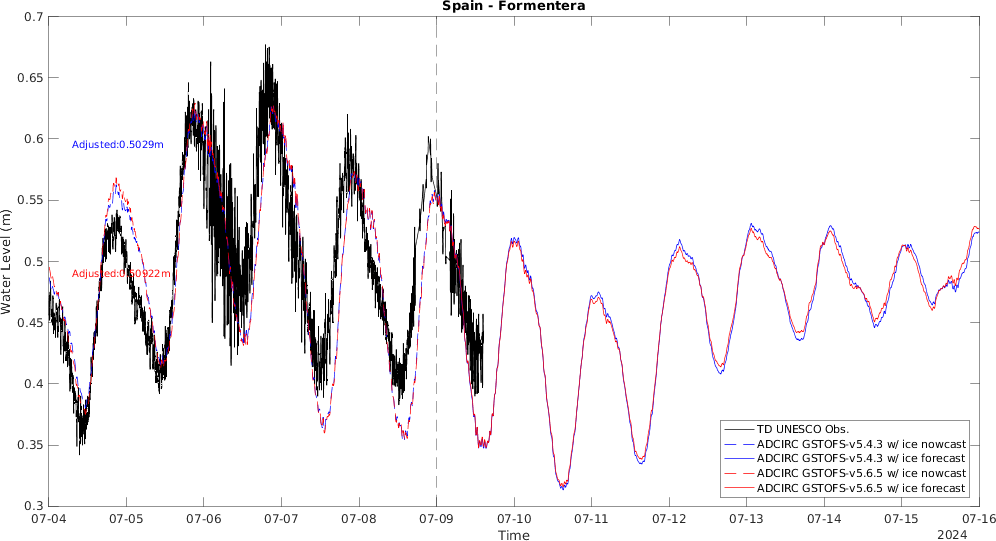 Spain - Formentera
0.7
0.65
0.6
0.55
0.5
0.45
0.4
0.35
0.3
Water Level (m)
Adjusted:0.5029m
Adjusted:0.50922m
TD UNESCO Obs.
ADCIRC GSTOFS-v5.4.3 w/ ice nowcast
ADCIRC GSTOFS-v5.4.3 w/ ice forecast
ADCIRC GSTOFS-v5.6.5 w/ ice nowcast
ADCIRC GSTOFS-v5.6.5 w/ ice forecast
07-04 07-05 07-06 07-07 07-08 07-09 07-10 07-11 07-12 07-13 07-14 07-15 07-16
Time
2024